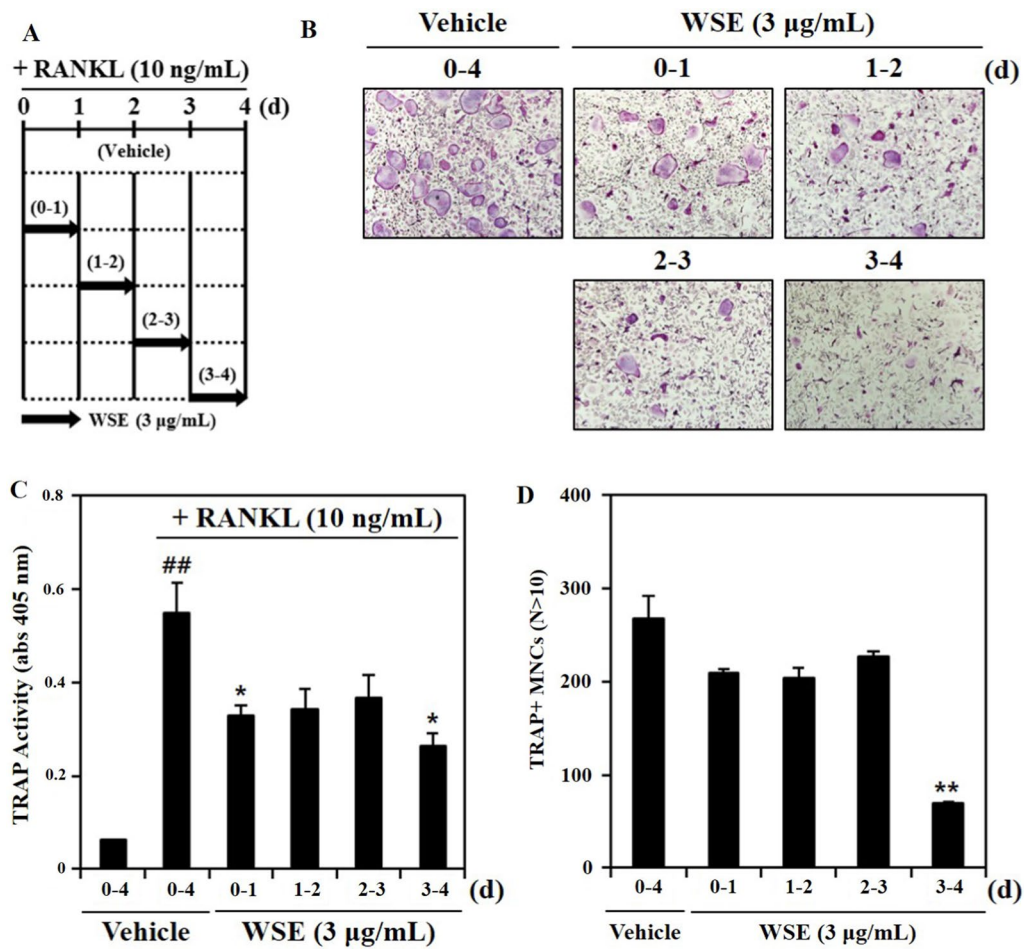 A
+ RANKL (10 ng/mL)
0 1 2 3 4 (d)
(Vehicle)
(0-1)
(1-2)
(2-3)
(3-4)
WSE (3 μg/mL)
B
Vehicle WSE (3 μg/mL)
0-4 0-1 1-2 (d)
2-3 3-4
C
+ RANKL (10 ng/mL)
TRAP Activity (abs 405 nm)
0.8
0.6
0.4
0.2
0
##
*
*
0-4 0-4 0-1 1-2 2-3 3-4 (d)
Vehicle WSE (3 μg/mL)
D
TRAP+ MNCs (N>10)
400
300
200
100
0
**
0-4 0-1 1-2 2-3 3-4 (d)
Vehicle WSE (3 μg/mL)